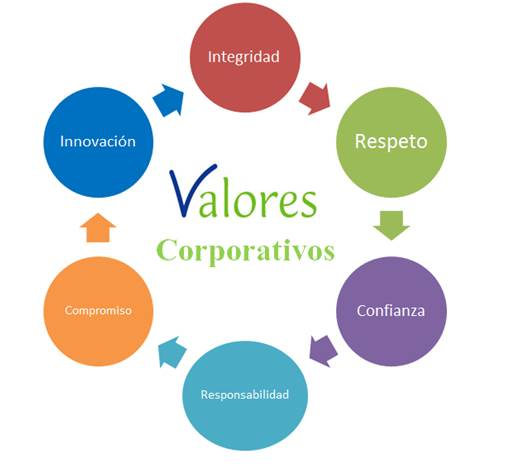 Integridad
Respeto
Confianza
Responsabilidad
Compromiso
Innovación
Valores
Corporativos